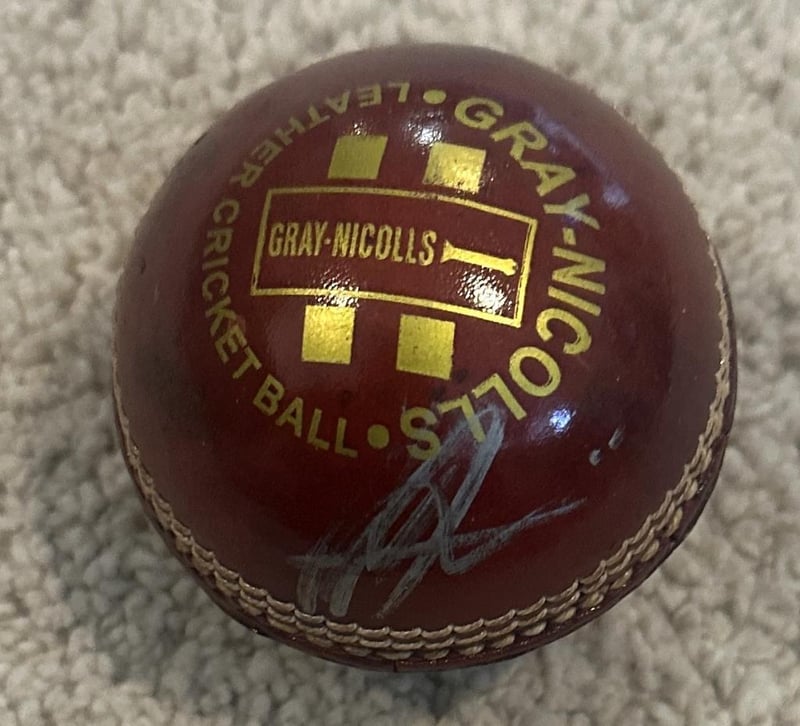 GRAY-NICOLLS
GRAY-NICOLLS • LEATHER CRICKET BALL •